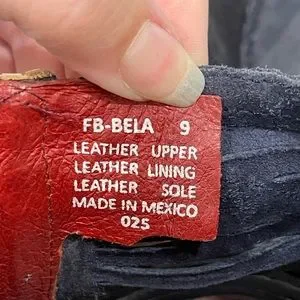 FB-BELA 9
LEATHER UPPER
LEATHER LINING
LEATHER SOLE
MADE IN MEXICO
025